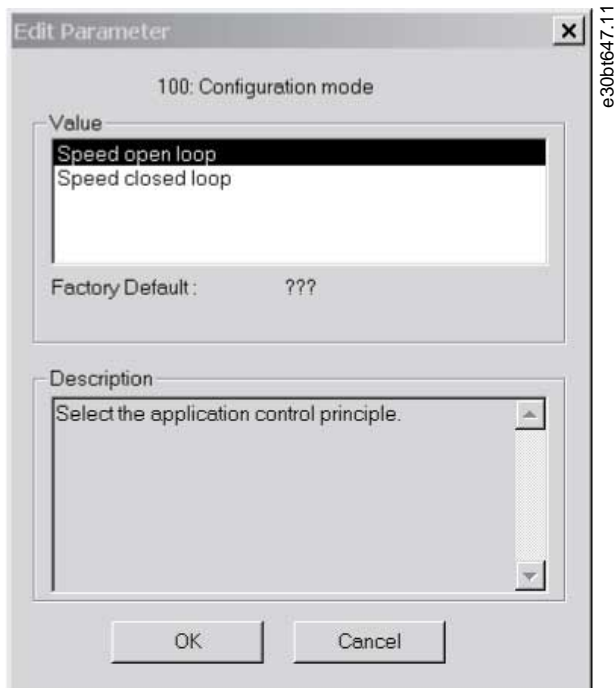 Edit Parameter
100: Configuration mode
Value
Speed open loop
Speed closed loop
Factory Default : ???
Description
Select the application control principle.
OK Cancel
e30bt647.11